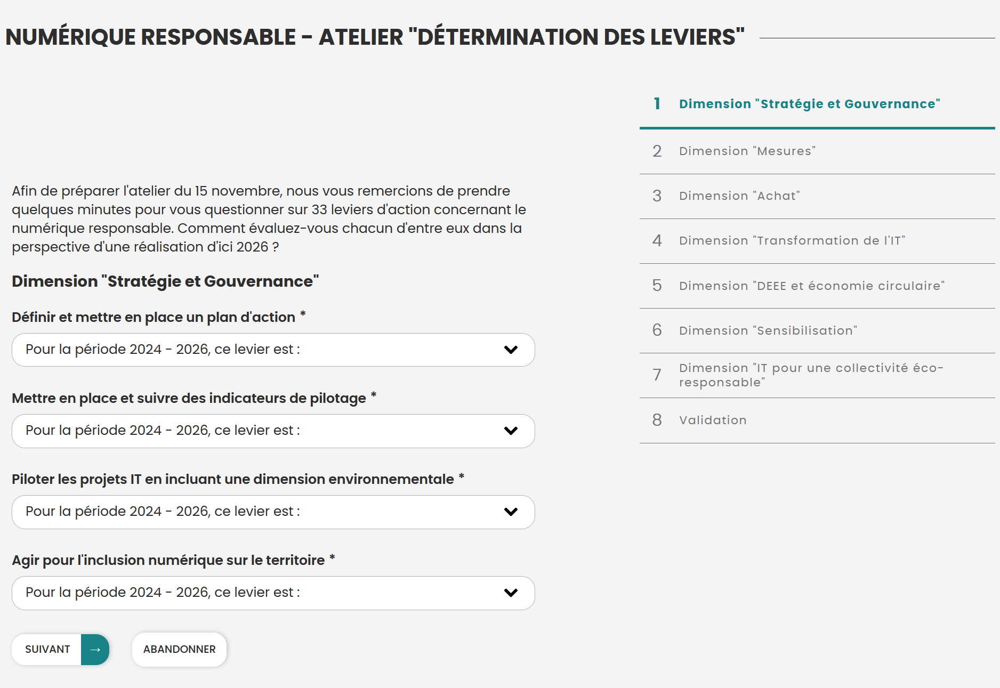 NUMÉRIQUE RESPONSABLE - ATELIER "DÉTERMINATION DES LEVIERS"
Afin de préparer l'atelier du 15 novembre, nous vous remercions de prendre
quelques minutes pour vous questionner sur 33 leviers d'action concernant le
numérique responsable. Comment évaluez-vous chacun d'entre eux dans la
perspective d'une réalisation d'ici 2026 ?
Dimension "Stratégie et Gouvernance"
Définir et mettre en place un plan d'action *
Pour la période 2024 - 2026, ce levier est :
Mettre en place et suivre des indicateurs de pilotage *
Pour la période 2024 - 2026, ce levier est :
Piloter les projets IT en incluant une dimension environnementale *
Pour la période 2024 - 2026, ce levier est :
Agir pour l'inclusion numérique sur le territoire *
Pour la période 2024 - 2026, ce levier est :
SUIVANT →
ABANDONNER
1 Dimension "Stratégie et Gouvernance"
2 Dimension "Mesures"
3 Dimension "Achat"
4 Dimension "Transformation de l'IT"
5 Dimension "DEEE et économie circulaire"
6 Dimension "Sensibilisation"
7 Dimension "IT pour une collectivité éco-
responsable"
8 Validation